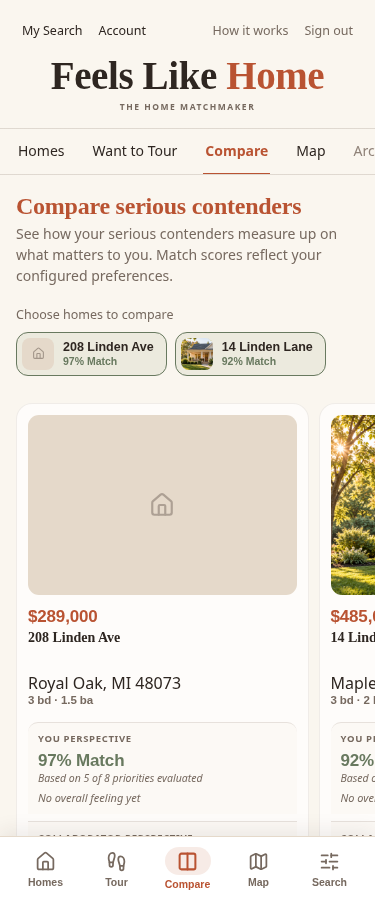 My Search Account How it works Sign out
Feels Like Home
THE HOME MATCHMAKER
Homes Want to Tour Compare Map Arc
Compare serious contenders
See how your serious contenders measure up on
what matters to you. Match scores reflect your
configured preferences.
Choose homes to compare
208 Linden Ave
97% Match
14 Linden Lane
92% Match
$289,000
208 Linden Ave
Royal Oak, MI 48073
3 bd · 1.5 ba
YOU PERSPECTIVE
97% Match
Based on 5 of 8 priorities evaluated
No overall feeling yet
$485,0
14 Lind
Maple
3 bd · 2
YOU P
92%
Based o
No ove
Homes Tour Compare Map Search